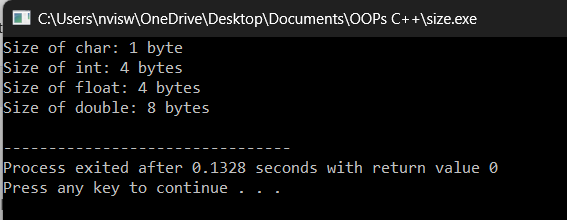 C:\Users\nvisw\OneDrive\Desktop\Documents\OOPs C++\size.exe
Size of char: 1 byte
Size of int: 4 bytes
Size of float: 4 bytes
Size of double: 8 bytes
--------------------------------
Process exited after 0.1328 seconds with return value 0
Press any key to continue . . .